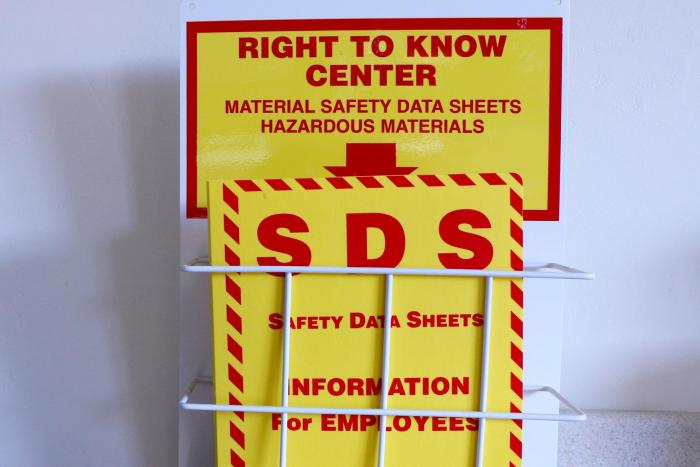 RIGHT TO KNOW
CENTER
MATERIAL SAFETY DATA SHEETS
HAZARDOUS MATERIALS
SDS
SAFETY DATA SHEETS
INFORMATION
For EMPLOYEES